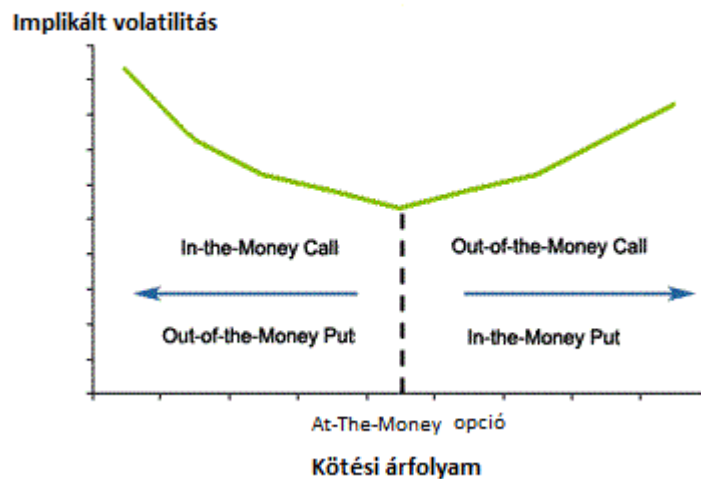 Implikált volatilitás
In-the-Money Call
Out-of-the-Money Call
Out-of-the-Money Put
In-the-Money Put
At-The-Money opció
Kötési árfolyam